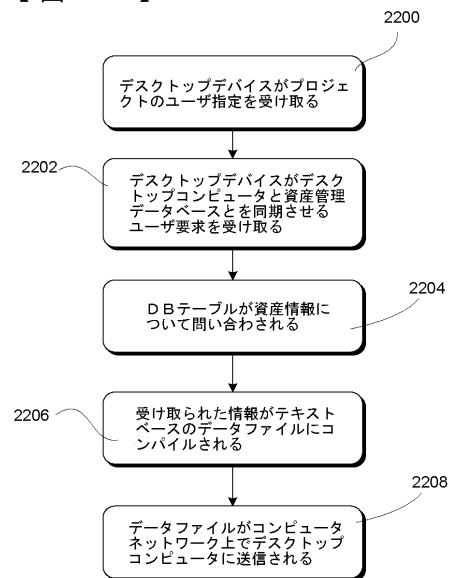 2200
デスクトップデバイスがプロジェ
クトのユーザ指定を受け取る
2202
デスクトップデバイスがデスク
トップコンピュータと資産管理
データベースとを同期させる
ユーザ要求を受け取る
2204
ＤＢテーブルが資産情報に
ついて問い合わされる
2206
受け取られた情報がテキスト
ベースのデータファイルにコ
ンパイルされる
2208
データファイルがコンピュータ
ネットワーク上でデスクトップ
コンピュータに送信される